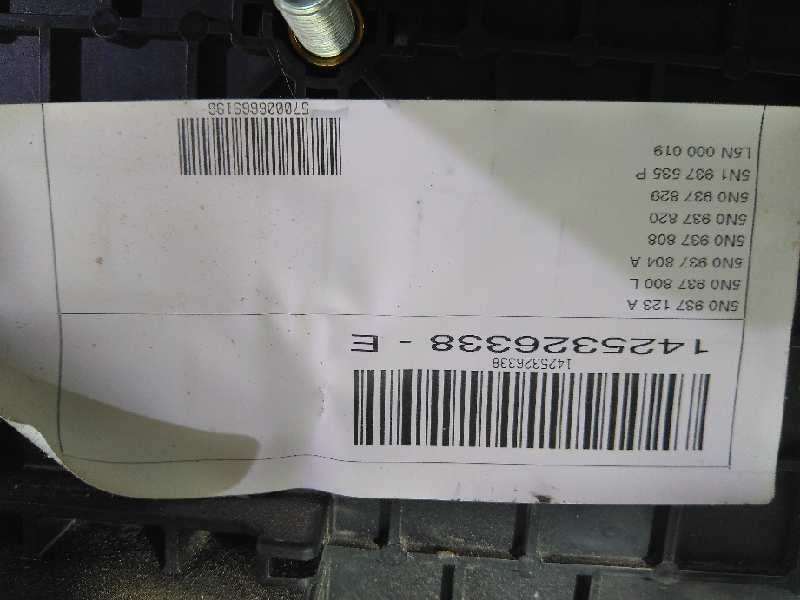 1425326338
1425326338 - E
5N0 937 123 A
5N0 937 800 L
5N0 937 804 A
5N0 937 808
5N0 937 820
5N0 937 829
5N1 937 535 P
L5N 000 019